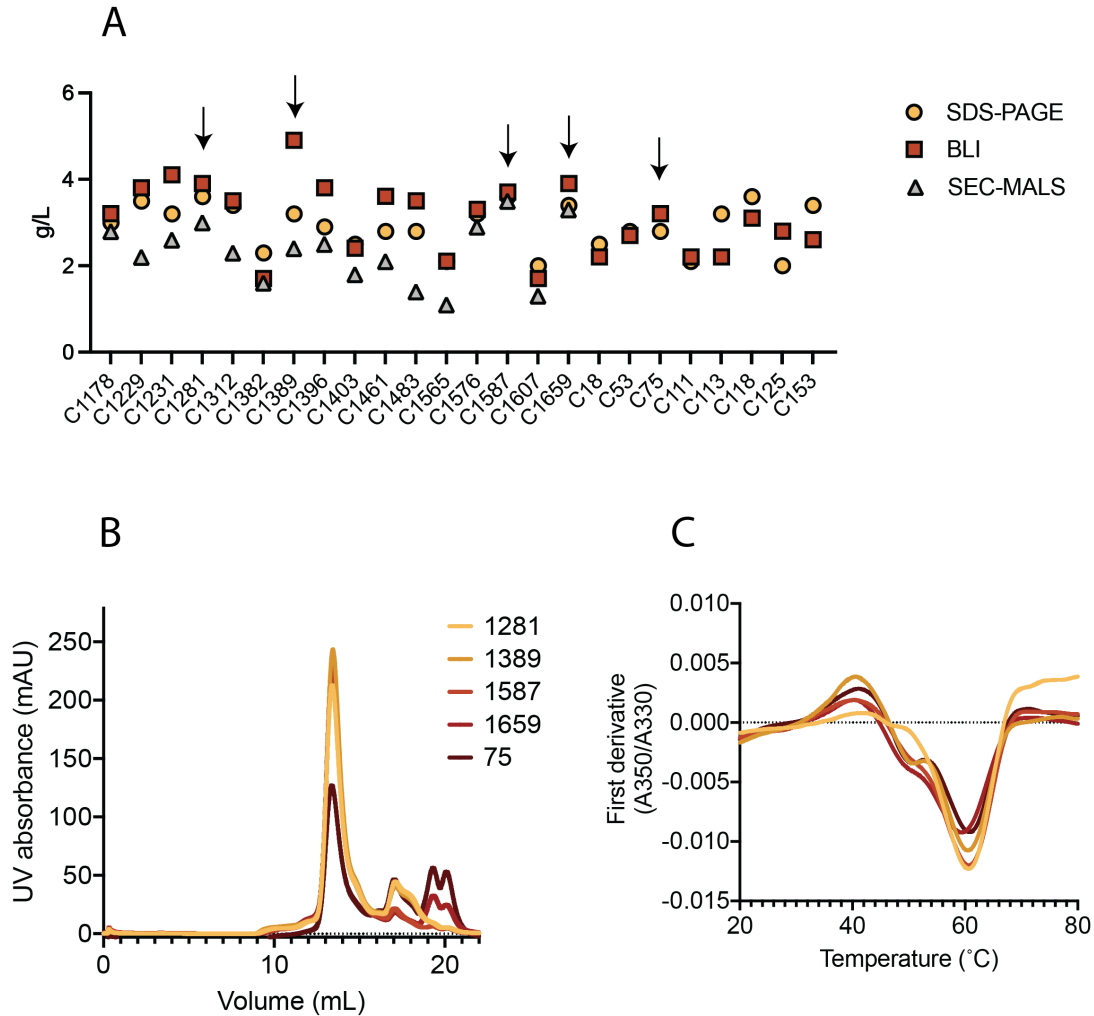 A
6
4
2
0
g/L
SDS-PAGE
BLI
SEC-MALS
C1178
C1229
C1231
C1281
C1312
C1382
C1389
C1396
C1403
C1461
C1483
C1565
C1576
C1587
C1607
C1659
C18
C53
C75
C111
C113
C118
C125
C153
B
250
200
150
100
50
0
UV absorbance (mAU)
1281
1389
1587
1659
75
0
10
20
Volume (mL)
C
0.010
0.005
0.000
-0.005
-0.010
-0.015
First derivative
(A350/A330)
20
40
60
80
Temperature (˚C)